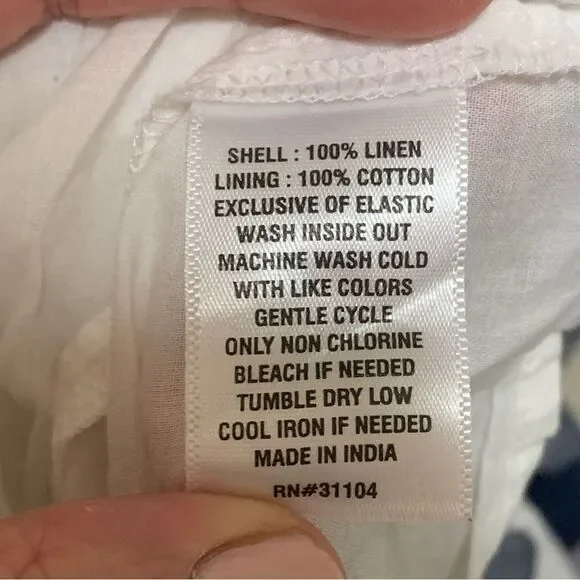 SHELL : 100% LINEN
LINING : 100% COTTON
EXCLUSIVE OF ELASTIC
WASH INSIDE OUT
MACHINE WASH COLD
WITH LIKE COLORS
GENTLE CYCLE
ONLY NON CHLORINE
BLEACH IF NEEDED
TUMBLE DRY LOW
COOL IRON IF NEEDED
MADE IN INDIA
RN#31104